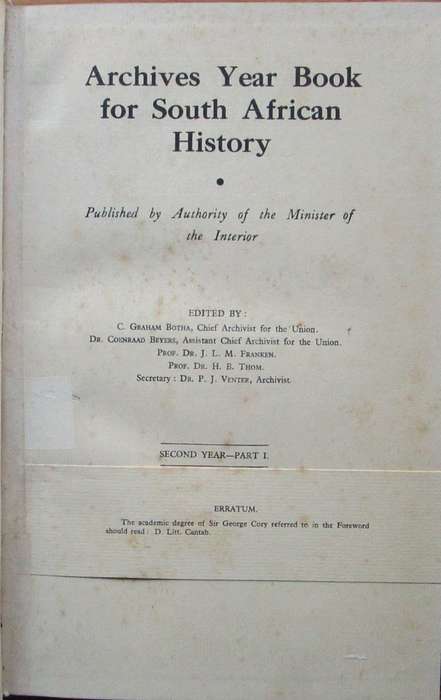 Archives Year Book
for South African
History
•
Published by Authority of the Minister of
the Interior
EDITED BY:
C. GRAHAM BOTHA, Chief Archivist for the Union.
DR. COENRAAD BEYERS, Assistant Chief Archivist for the Union.
PROF. DR. J. L. M. FRANKEN.
PROF. DR. H. B. THOM.
Secretary: DR. P. J. VENTER, Archivist.
SECOND YEAR—PART I.
ERRATUM.
The academic degree of Sir George Cory referred to in the Foreword
should read: D. Litt. Cantab.